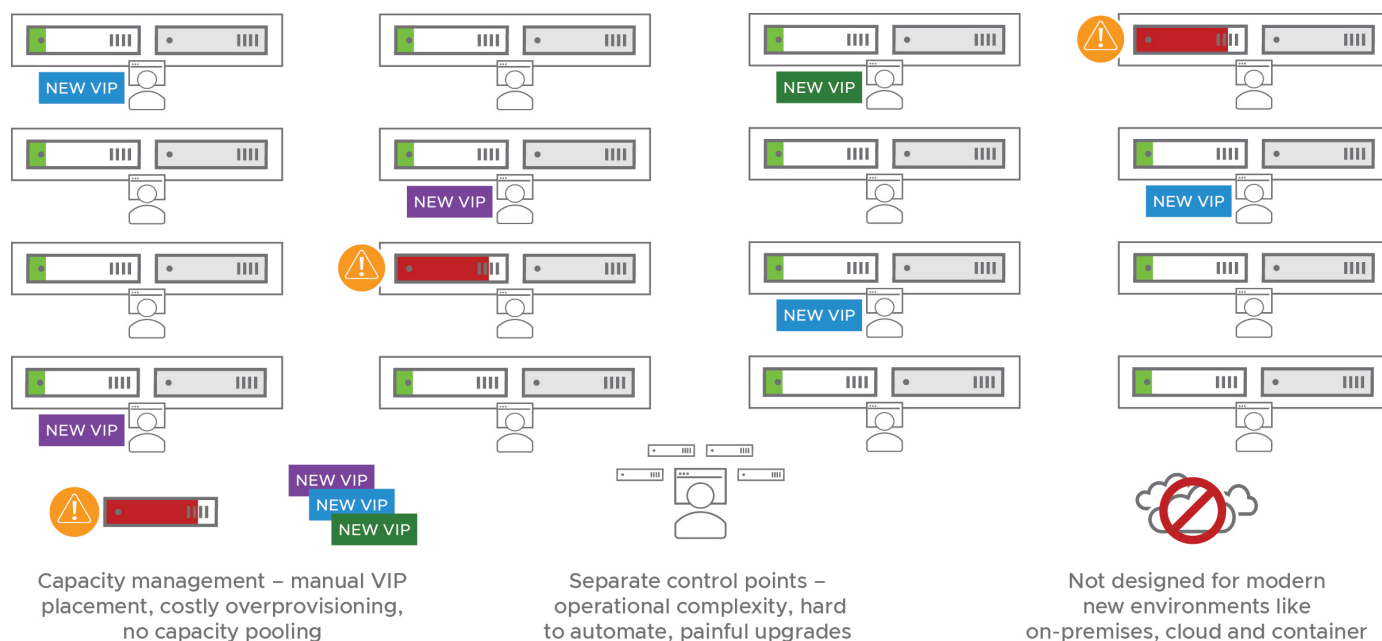 NEW VIP
NEW VIP
NEW VIP
NEW VIP
NEW VIP
NEW VIP
NEW VIP
NEW VIP
NEW VIP
Capacity management – manual VIP
placement, costly overprovisioning,
no capacity pooling
Separate control points –
operational complexity, hard
to automate, painful upgrades
Not designed for modern
new environments like
on-premises, cloud and container